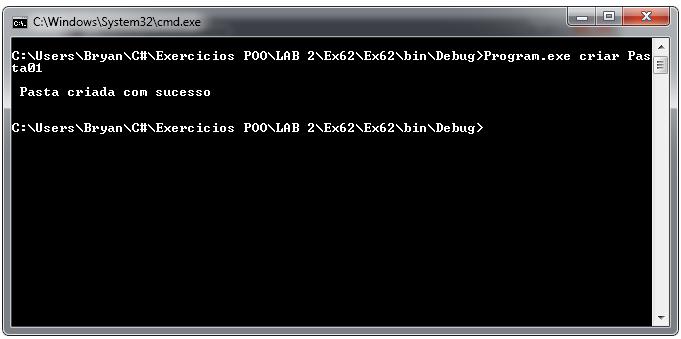 C:\Windows\System32\cmd.exe
C:\Users\Bryan\C#\Exercicios POO\LAB 2\Ex62\Ex62\bin\Debug>Program.exe criar Pas
ta01
Pasta criada com sucesso
C:\Users\Bryan\C#\Exercicios POO\LAB 2\Ex62\Ex62\bin\Debug>